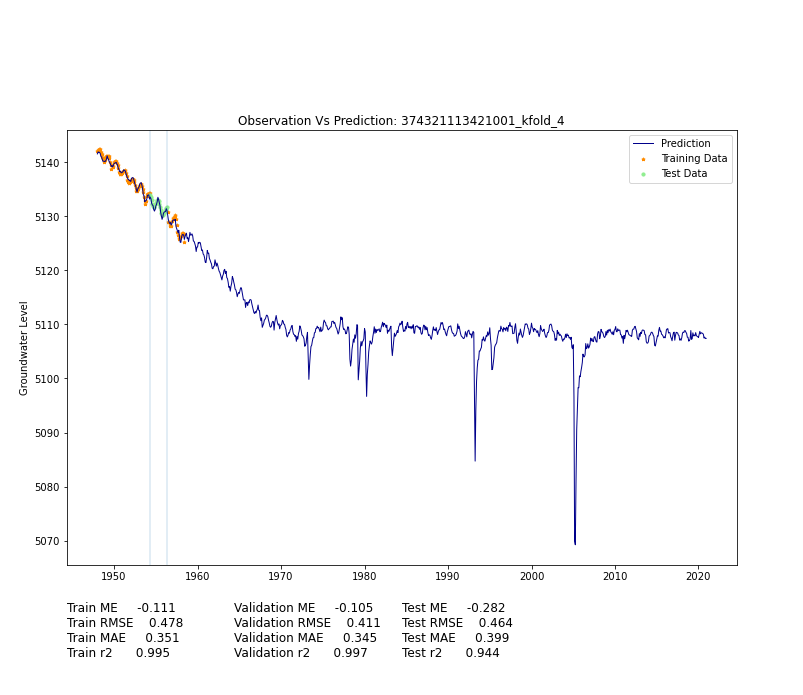 Observation Vs Prediction: 374321113421001_kfold_4
Prediction
Training Data
Test Data
Groundwater Level
5140
5130
5120
5110
5100
5090
5080
5070
1950 1960 1970 1980 1990 2000 2010 2020
Train ME -0.111 Validation ME -0.105 Test ME -0.282
Train RMSE 0.478 Validation RMSE 0.411 Test RMSE 0.464
Train MAE 0.351 Validation MAE 0.345 Test MAE 0.399
Train r2 0.995 Validation r2 0.997 Test r2 0.944